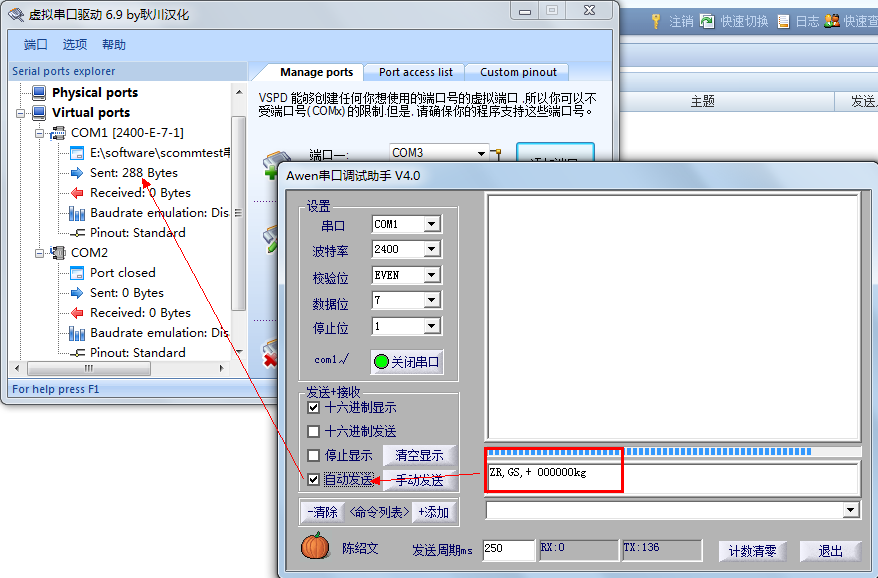 虚拟串口驱动 6.9 by耿川汉化
端口 选项 帮助
Serial ports explorer
Physical ports
Virtual ports
COM1 [2400-E-7-1]
E:\software\scommtest串
Sent: 288 Bytes
Received: 0 Bytes
Baudrate emulation: Dis
Pinout: Standard
COM2
Port closed
Sent: 0 Bytes
Received: 0 Bytes
Baudrate emulation: Dis
Pinout: Standard
For help press F1
Manage ports Port access list Custom pinout
VSPD 能够创建任何你想使用的端口号的虚拟端口 .所以你可以不
受端口号(COMx)的限制.但是.请确保你的程序支持这些端口号。
端口一: COM3
注销 快速切换 日志 快速查
主题 发送人
Awen串口调试助手 V4.0
设置
串口 COM1
波特率 2400
校验位 EVEN
数据位 7
停止位 1
com1√ 关闭串口
发送+接收
十六进制显示
十六进制发送
停止显示 清空显示
自动发送 手动发送
-清除 <命令列表> +添加
ZR,GS,+ 000000kg
陈绍文 发送周期ms 250 RX:0 TX:136 计数清零 退出